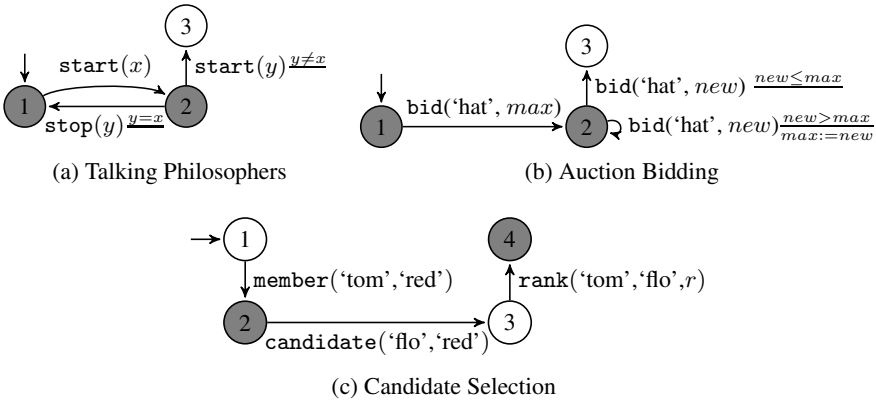 3
start(x)
start(y) y≠x
1
2
stop(y) y=x
(a) Talking Philosophers
3
bid(‘hat’, new) new≤max
bid(‘hat’, max)
1
2
bid(‘hat’, new) new>max
max:=new
(b) Auction Bidding
1
4
member(‘tom’,‘red’)
rank(‘tom’,‘flo’,r)
2
3
candidate(‘flo’,‘red’)
(c) Candidate Selection